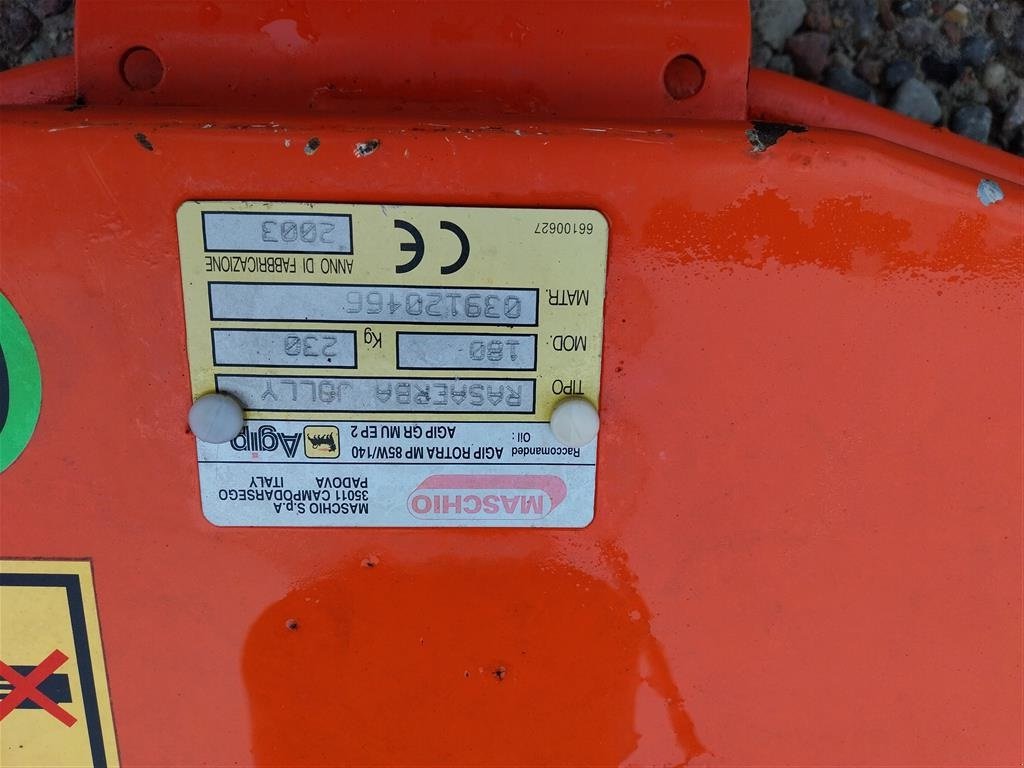 MASCHIO
MASCHIO S.p.A
35011 CAMPODARSEGO
PADOVA ITALY
Raccomanded
Oil :
AGIP ROTRA MP 85W/140
AGIP GR MU EP 2
Agip
TIPO RASAERBA JOLLY
MOD. 180 Kg 230
MATR. 039120466
CE
ANNO DI FABBRICAZIONE
2003
66100627